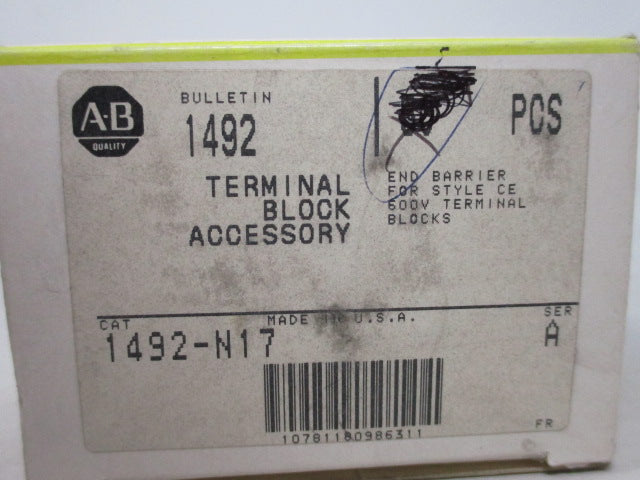 A-B
QUALITY
BULLETIN
1492
PCS
TERMINAL
BLOCK
ACCESSORY
END BARRIER
FOR STYLE CE
600V TERMINAL
BLOCKS
MADE IN U.S.A.
CAT
1492-N17
SER
A
10781180986311
FR